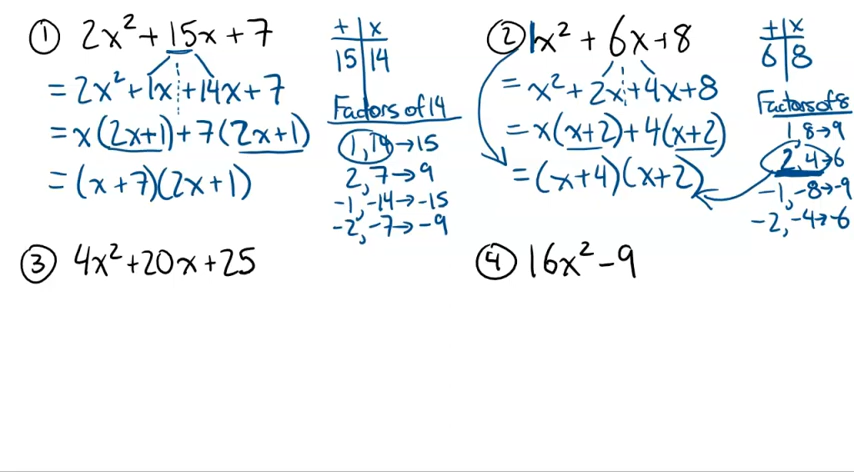 ① 2x² + 15x + 7
= 2x² + 1x + 14x + 7
= x(2x+1) + 7(2x+1)
= (x+7)(2x+1)
+ x
15 14
Factors of 14
1, 14 → 15
2, 7 → 9
-1, -14 → -15
-2, -7 → -9
② 1x² + 6x + 8
= x² + 2x + 4x + 8
= x(x+2) + 4(x+2)
= (x+4)(x+2)
+ x
6 8
Factors of 8
1, 8 → 9
2, 4 → 6
-1, -8 → -9
-2, -4 → -6
③ 4x² + 20x + 25
④ 16x² - 9